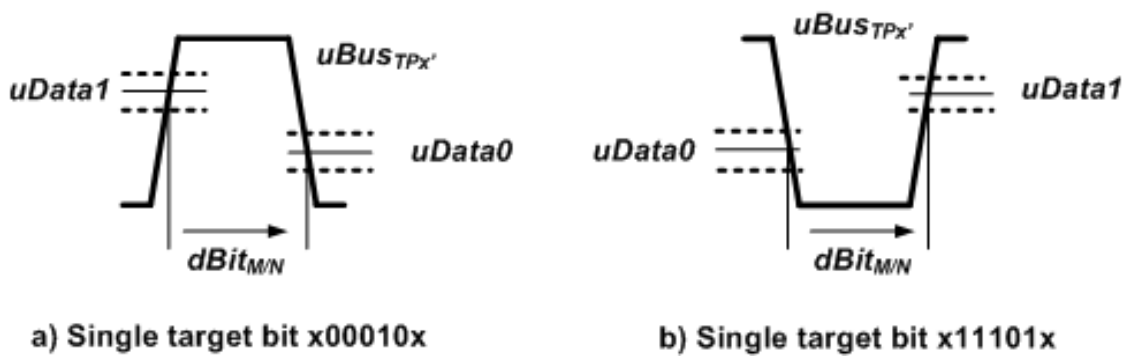 uData1
uBusTPx'
uData0
dBitM/N
a) Single target bit x00010x
uBusTPx'
uData1
uData0
dBitM/N
b) Single target bit x11101x